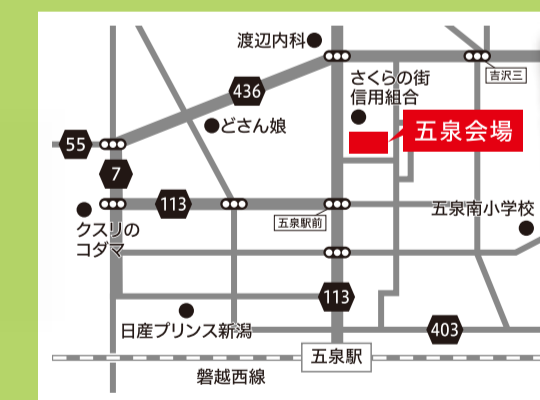 渡辺内科
さくらの街
信用組合
吉沢三
436
どさん娘
五泉会場
55
7
113
クスリの
コダマ
五泉駅前
五泉南小学校
113
日産プリンス新潟
403
五泉駅
磐越西線